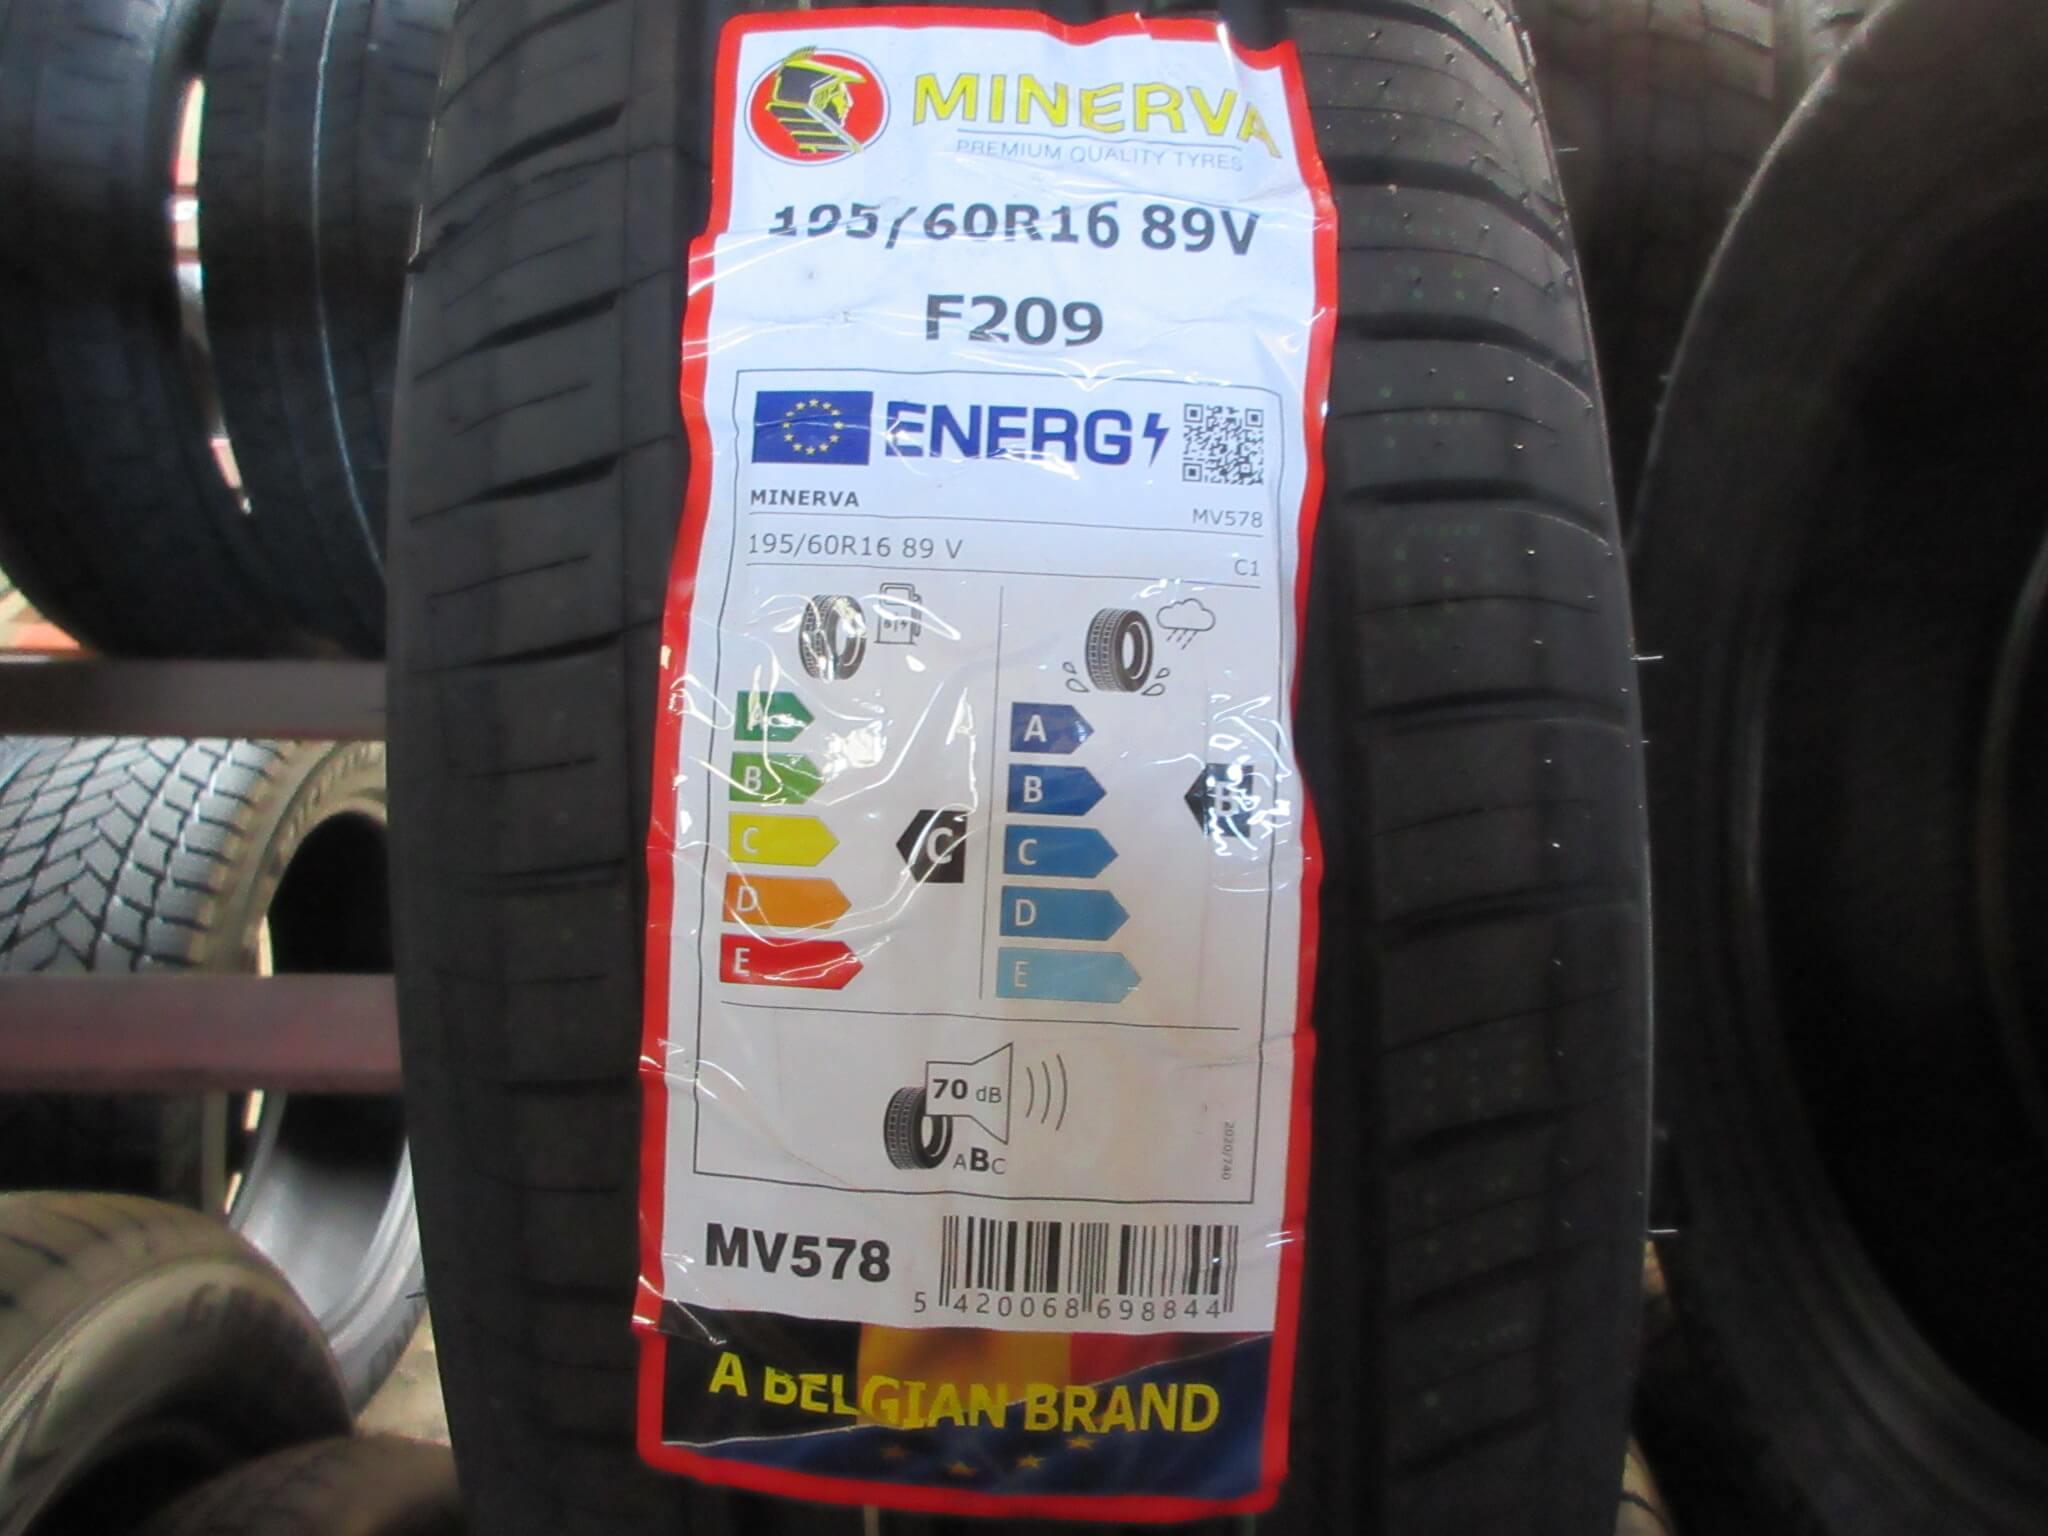 MINERVA
PREMIUM QUALITY TYRES
195/60R16 89V
F209
ENERG
MINERVA
MV578
195/60R16 89 V
C1
A
B
C
D
E
C
A
B
C
D
E
B
70 dB
ABC
2020/740
MV578
5 420068 698844
A BELGIAN BRAND